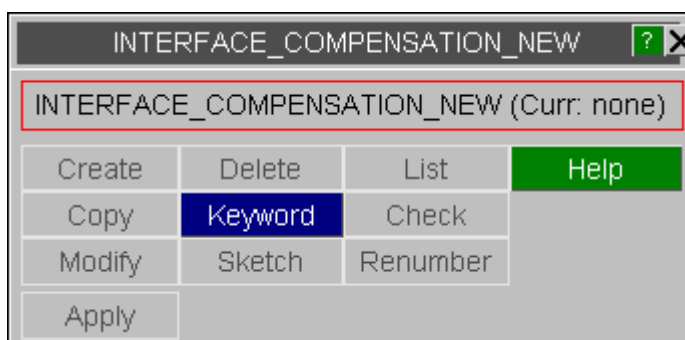 INTERFACE_COMPENSATION_NEW ? X
INTERFACE_COMPENSATION_NEW (Curr: none)
Create Delete List Help
Copy Keyword Check
Modify Sketch Renumber
Apply